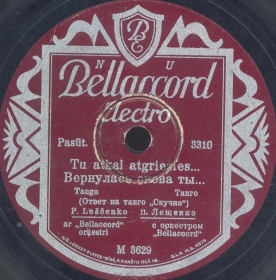 B
N U
Bellaccord
Electro
Pasūt. 3310
Tu atkal atgriezies...
Вернулась снова ты...
Tango Танго
(Ответ на танго „Скучно")
P. Leščenko П. Лещенко
ar „Bellaccord" с оркестром
orķestri „Bellaccord"
M 3629